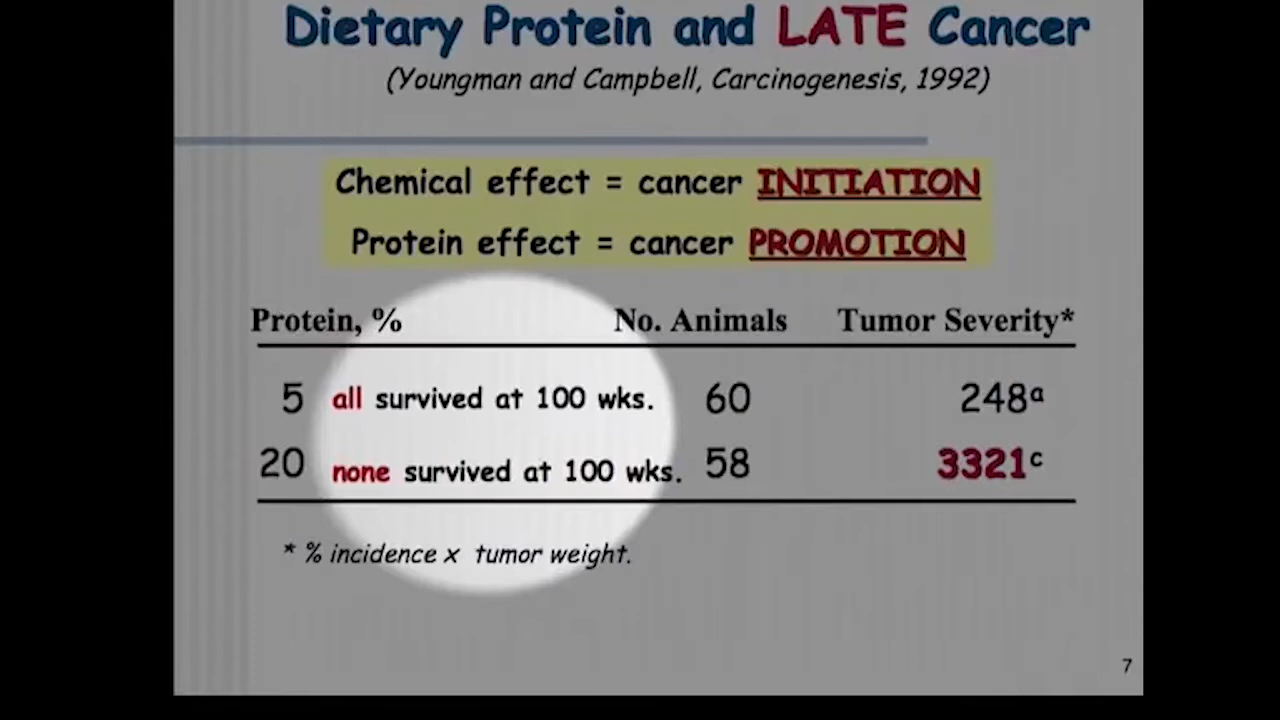 Dietary Protein and LATE Cancer
(Youngman and Campbell, Carcinogenesis, 1992)
Chemical effect = cancer INITIATION
Protein effect = cancer PROMOTION
Protein, % No. Animals Tumor Severity*
5 all survived at 100 wks. 60 248ª
20 none survived at 100 wks. 58 3321ᶜ
* % incidence x tumor weight.
7